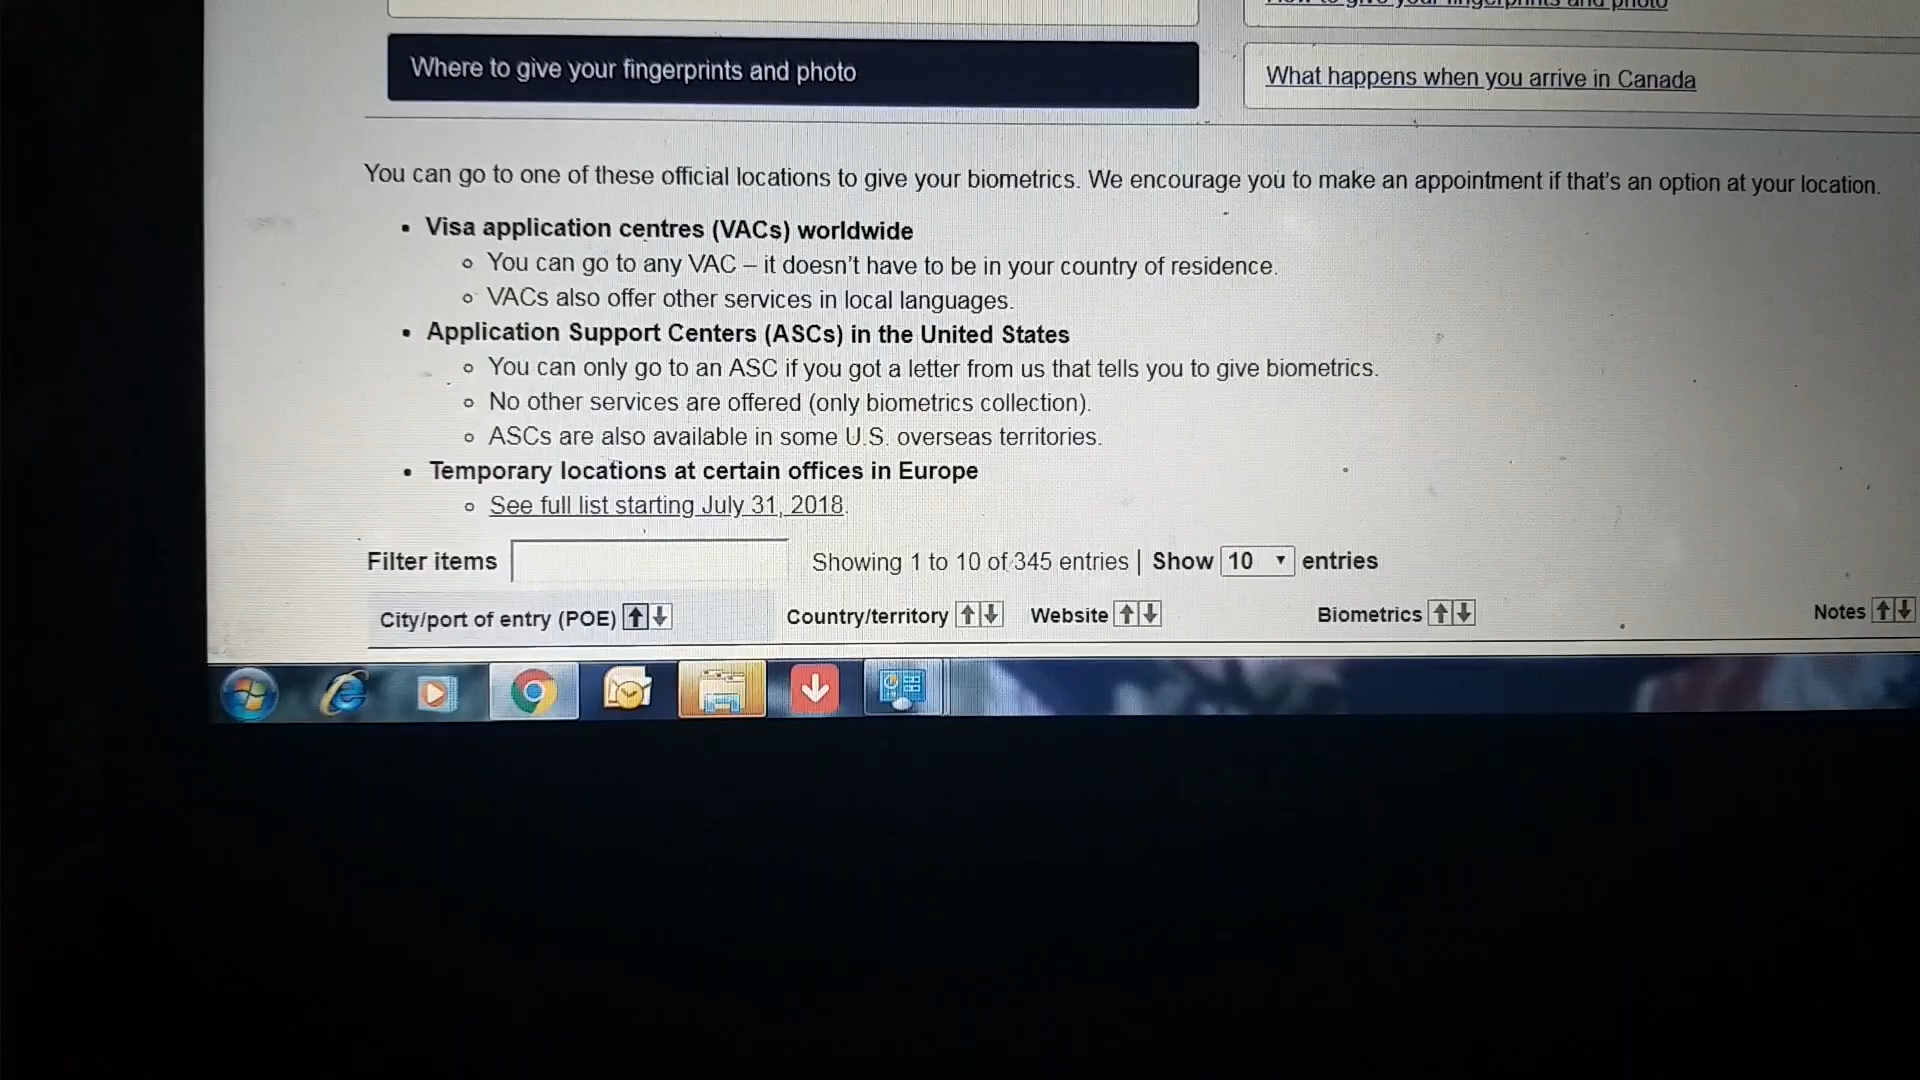 How to give your fingerprints and photo
Where to give your fingerprints and photo
What happens when you arrive in Canada
You can go to one of these official locations to give your biometrics. We encourage you to make an appointment if that's an option at your location.
• Visa application centres (VACs) worldwide
o You can go to any VAC – it doesn't have to be in your country of residence.
o VACs also offer other services in local languages.
• Application Support Centers (ASCs) in the United States
o You can only go to an ASC if you got a letter from us that tells you to give biometrics.
o No other services are offered (only biometrics collection).
o ASCs are also available in some U.S. overseas territories.
• Temporary locations at certain offices in Europe
o See full list starting July 31, 2018.
Filter items Showing 1 to 10 of 345 entries | Show 10 entries
City/port of entry (POE) Country/territory Website Biometrics Notes